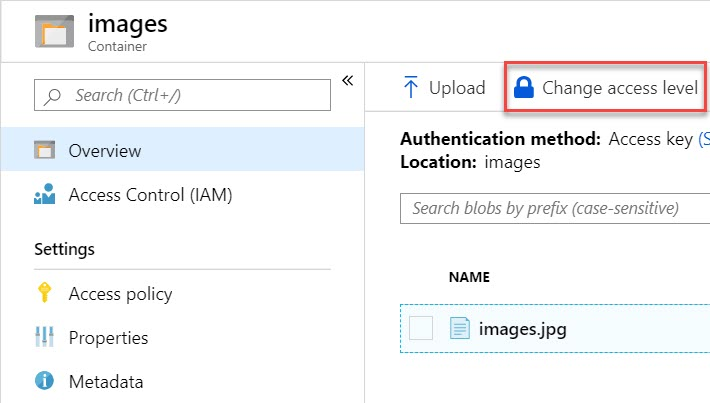 images
Container
Search (Ctrl+/)
«
Upload
Change access level
Overview
Authentication method: Access key (S
Location: images
Access Control (IAM)
Search blobs by prefix (case-sensitive)
Settings
NAME
Access policy
images.jpg
Properties
Metadata